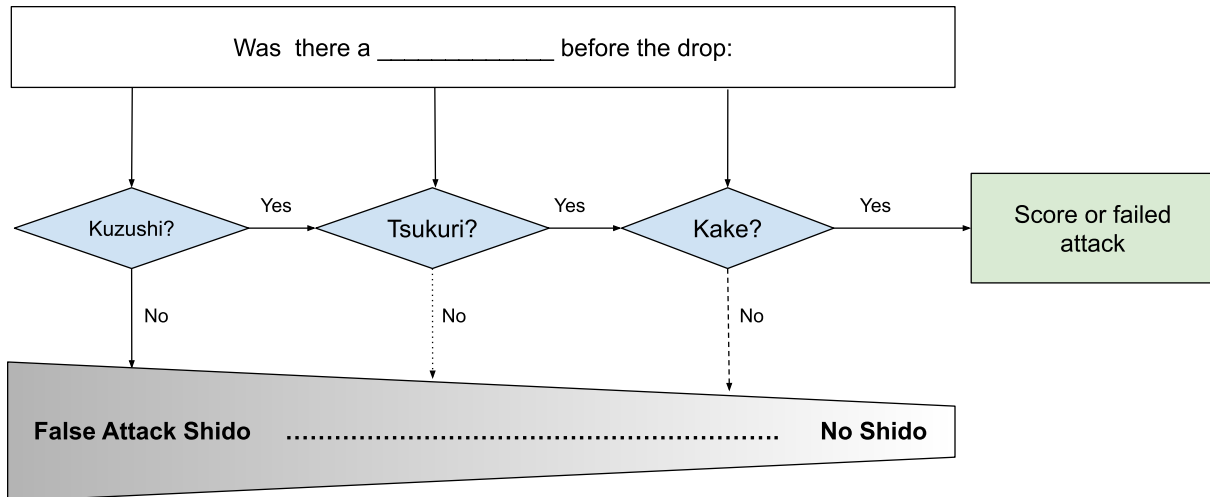 Was there a _____________ before the drop:
Kuzushi?
Yes
Tsukuri?
Yes
Kake?
Yes
Score or failed
attack
No
No
No
False Attack Shido ......................................................... No Shido